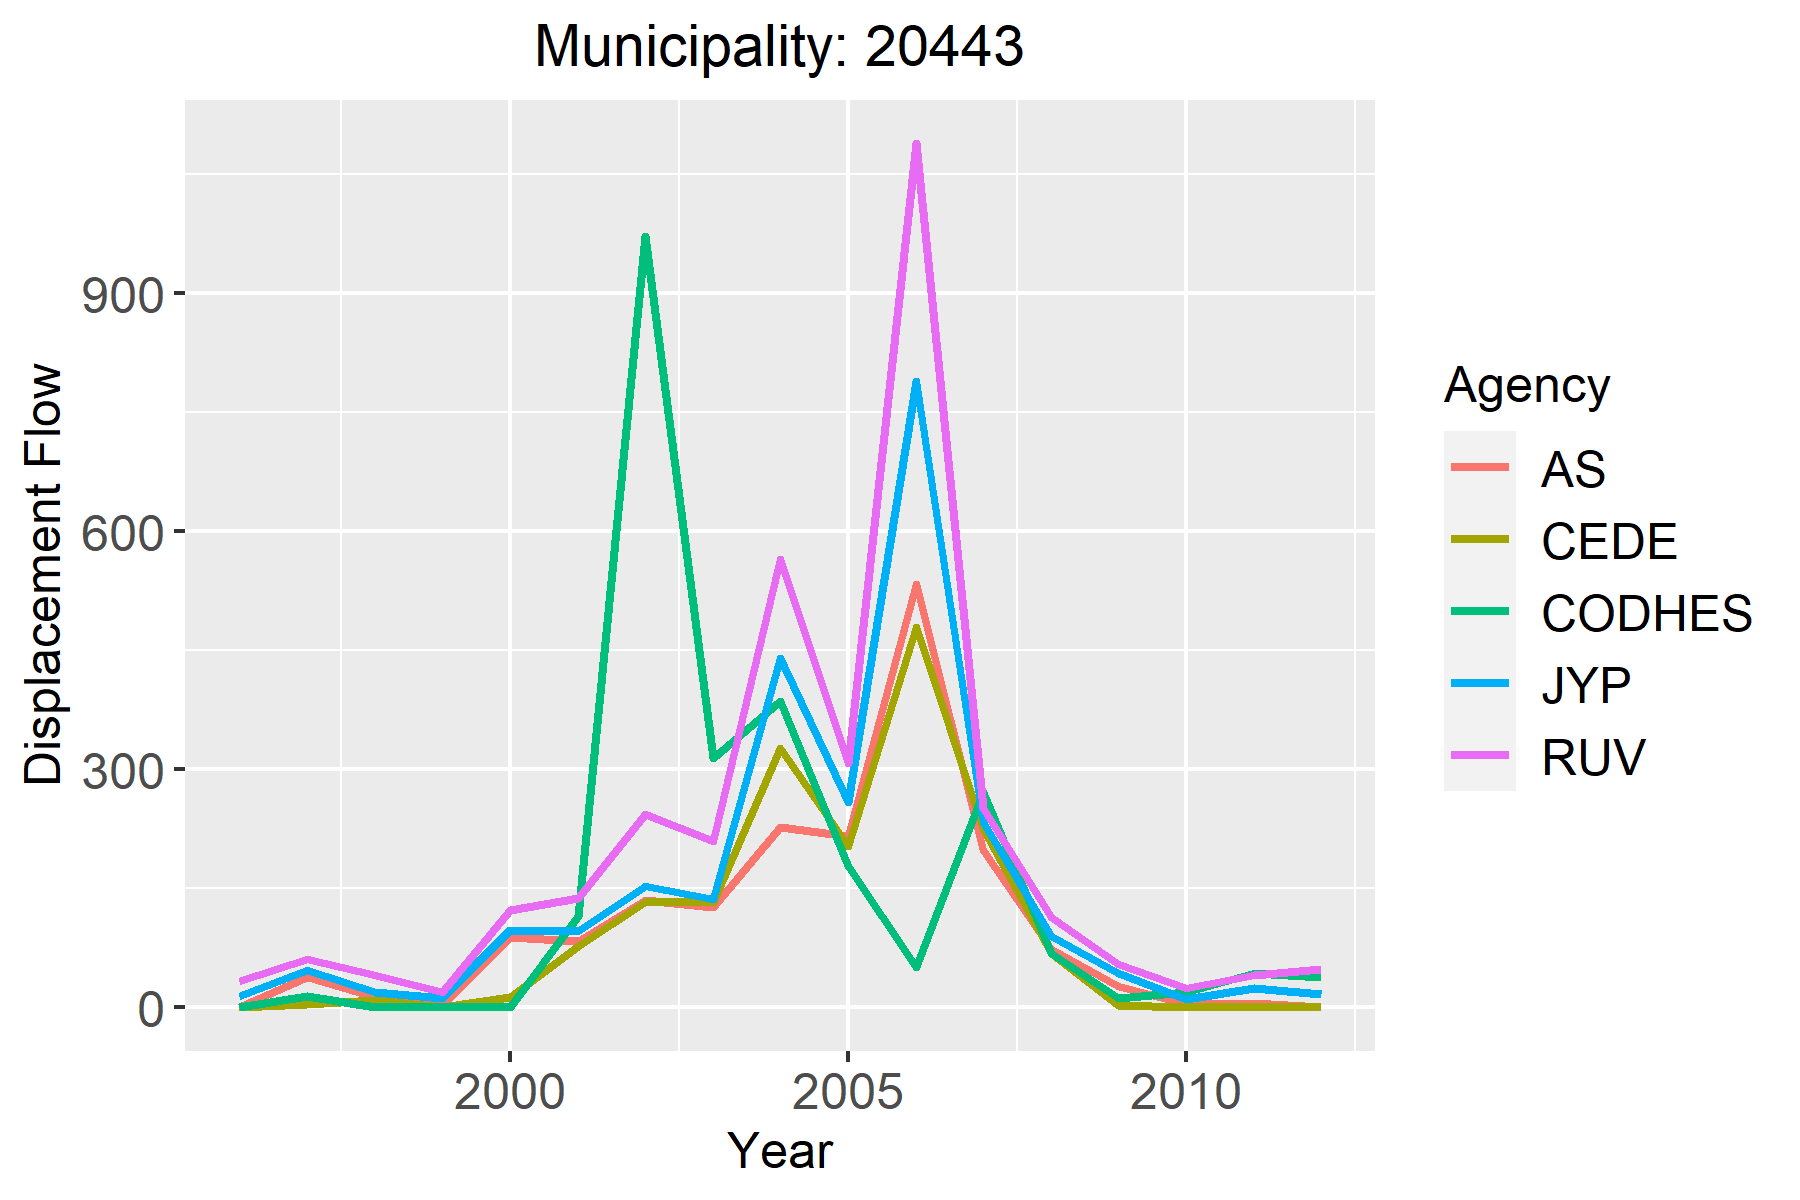 Municipality: 20443
Displacement Flow
900
600
300
0
2000 2005 2010
Year
Agency
AS
CEDE
CODHES
JYP
RUV